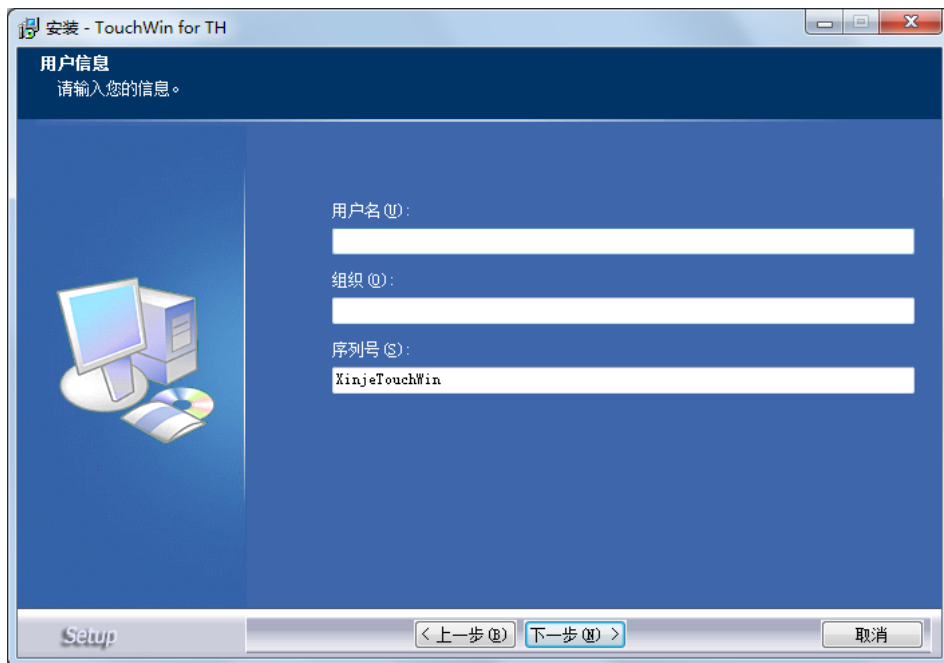 安装 - TouchWin for TH
用户信息
请输入您的信息。
用户名(U):
组织(O):
序列号(S):
XinjeTouchWin
Setup
< 上一步(B)
下一步(N) >
取消